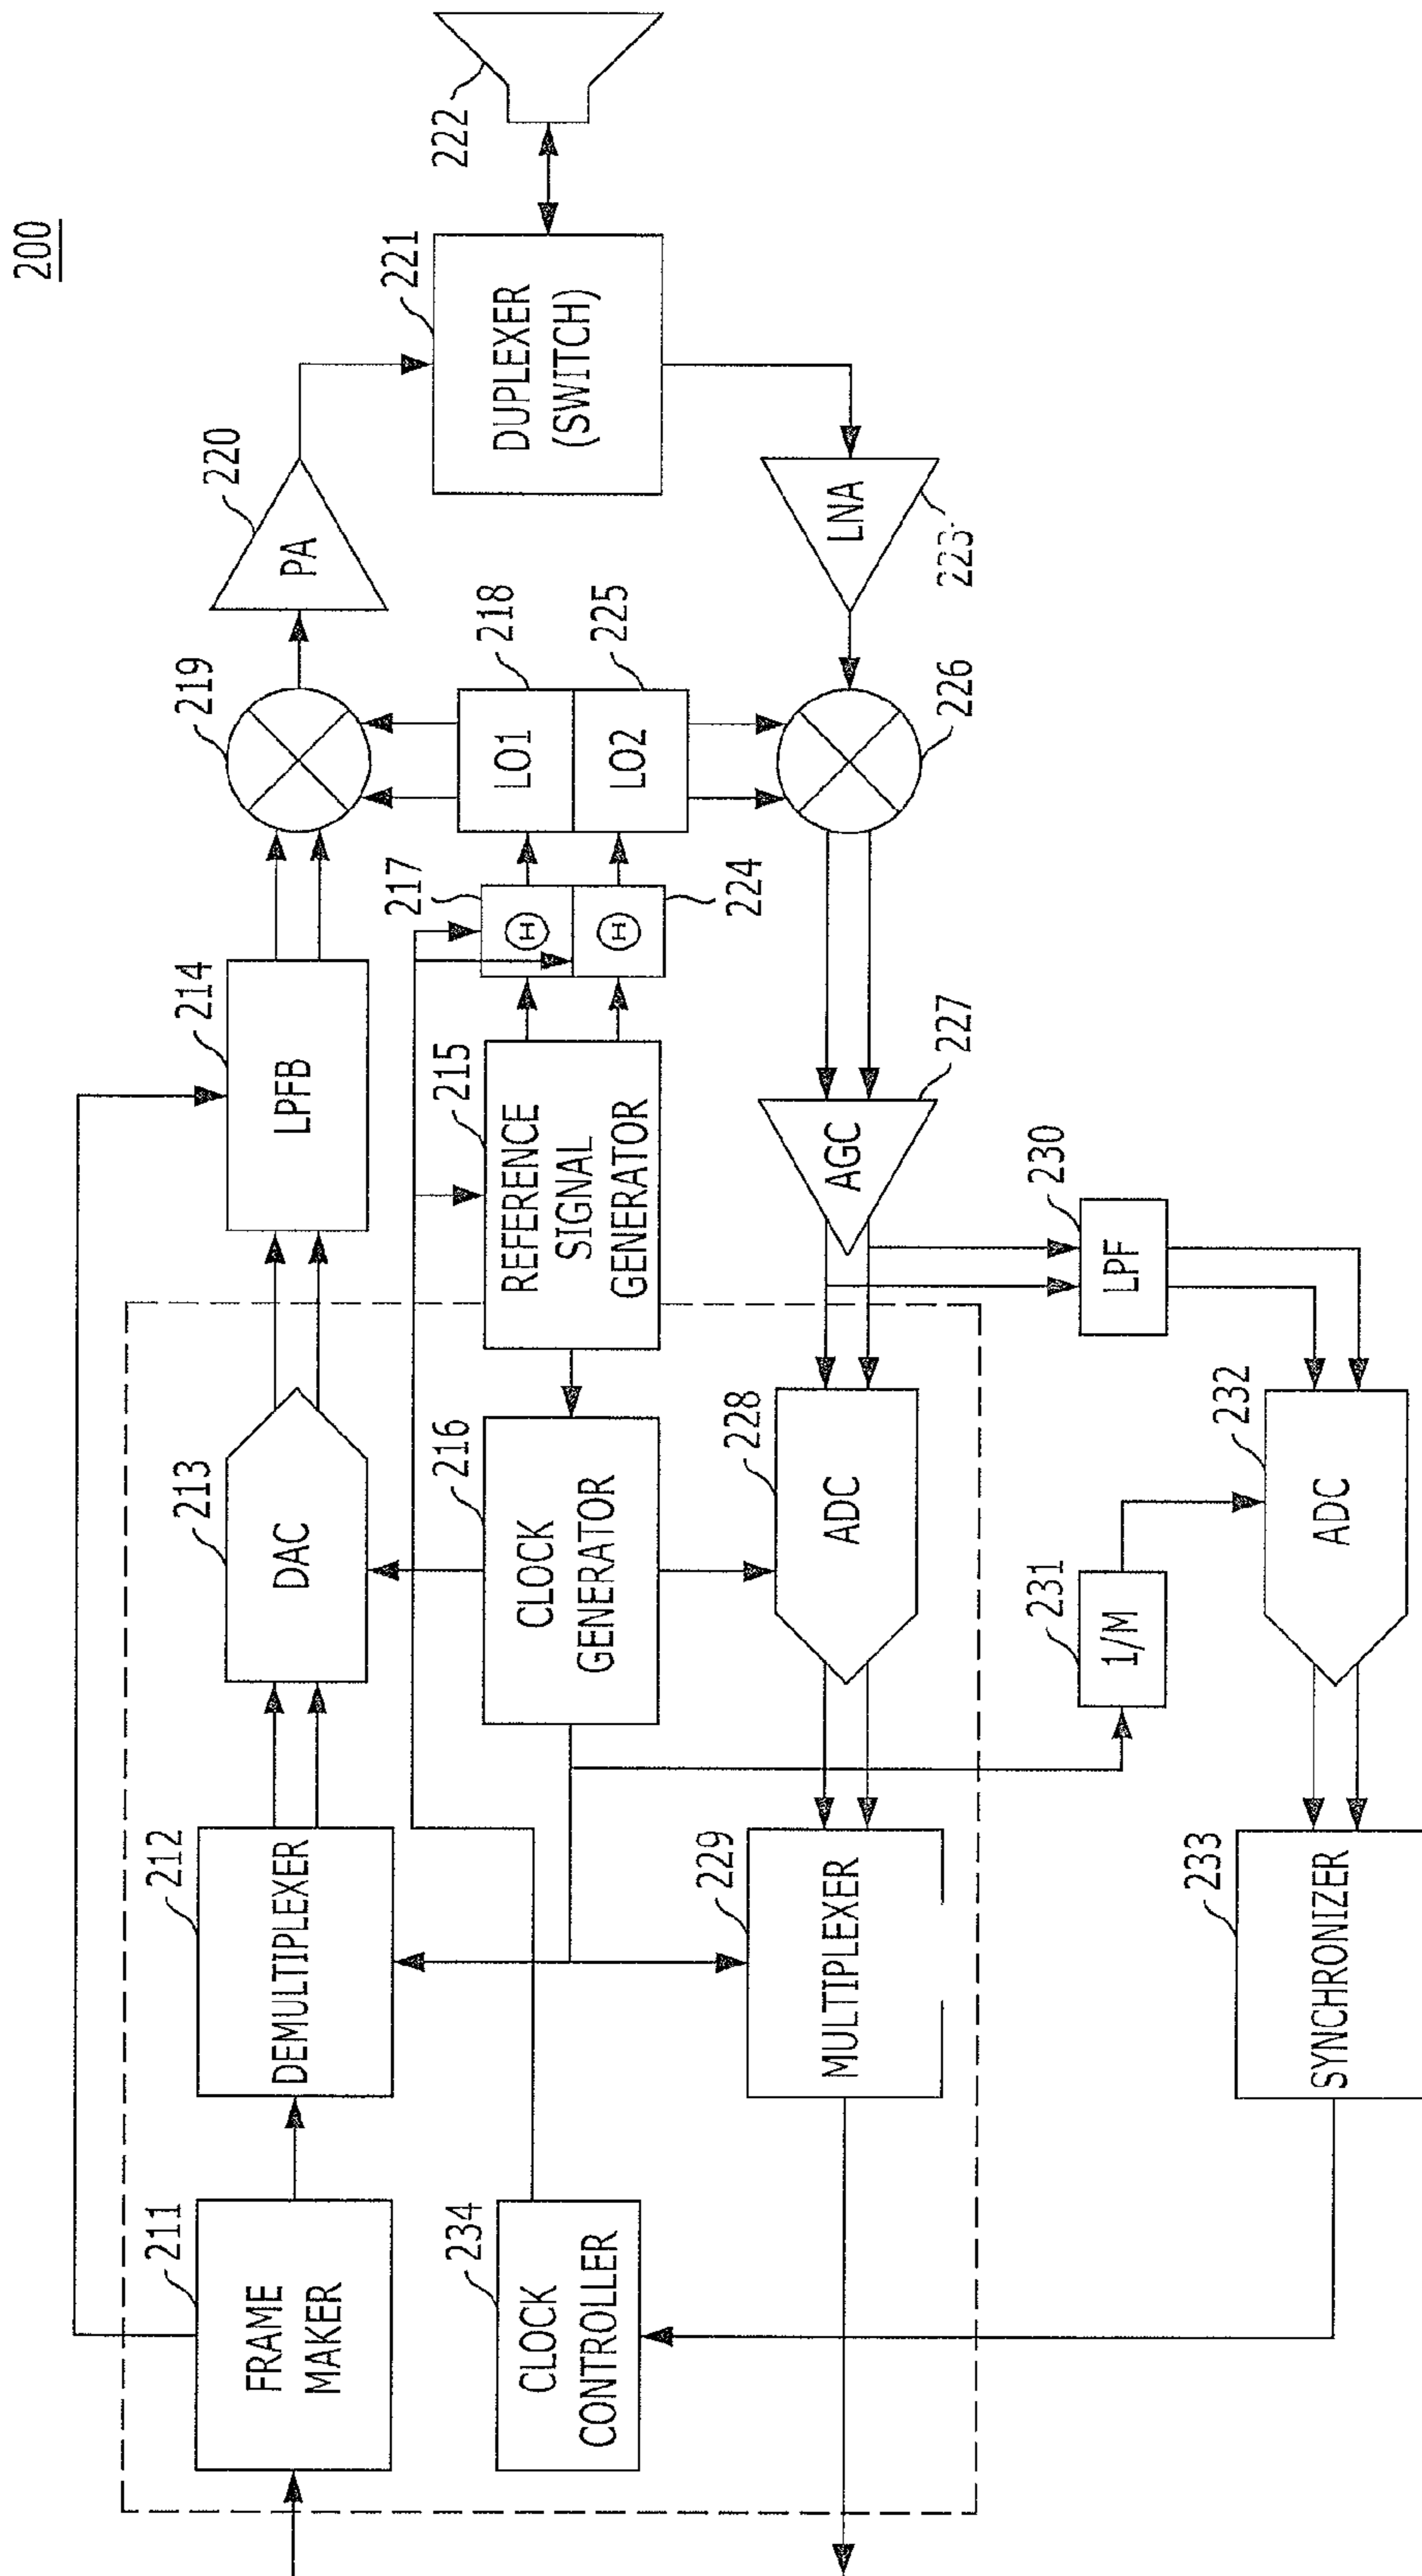 200
211
FRAME
MAKER
212
DEMULTIPLEXER
213
DAC
214
LPFB
219
220
PA
221
DUPLEXER
(SWITCH)
222
234
CLOCK
CONTROLLER
216
CLOCK
GENERATOR
215
REFERENCE
SIGNAL
GENERATOR
217
Θ
Θ
224
218
LO1
LO2
225
229
MULTIPLEXER
228
ADC
AGC
227
226
LNA
223
233
SYNCHRONIZER
231
1/M
232
ADC
230
LPF